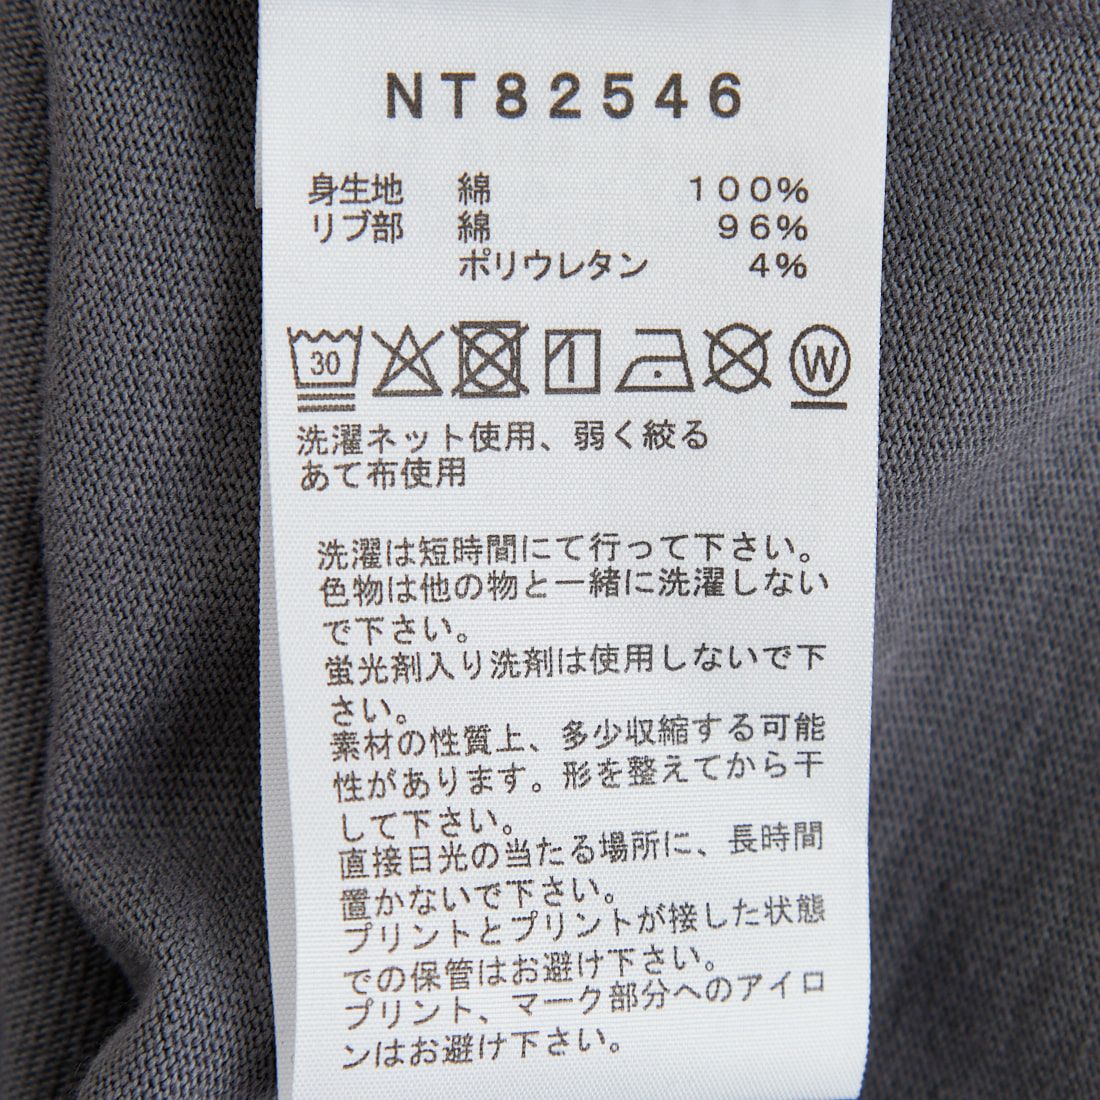 NT82546
身生地 綿 100%
リブ部 綿 96%
ポリウレタン 4%
30 W
洗濯ネット使用、弱く絞る
あて布使用
洗濯は短時間にて行って下さい。
色物は他の物と一緒に洗濯しない
で下さい。
蛍光剤入り洗剤は使用しないで下
さい。
素材の性質上、多少収縮する可能
性があります。形を整えてから干
して下さい。
直接日光の当たる場所に、長時間
置かないで下さい。
プリントとプリントが接した状態
での保管はお避け下さい。
プリント、マーク部分へのアイロ
ンはお避け下さい。